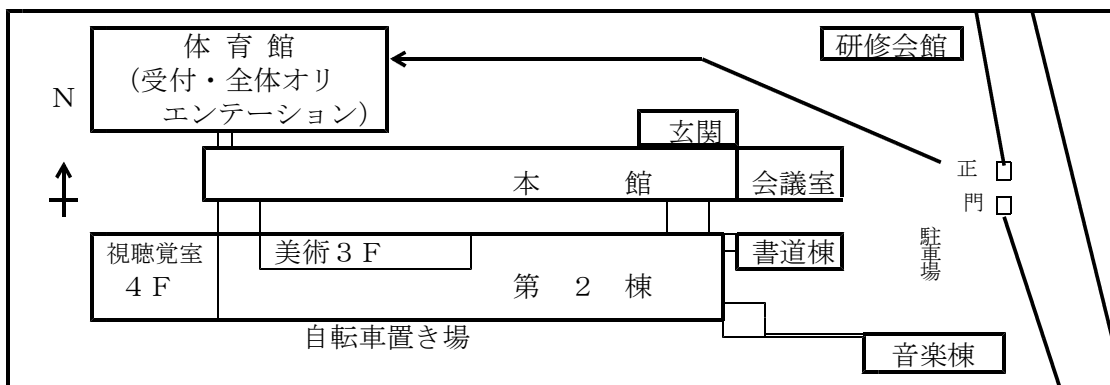 体 育 館
(受付・全体オリ
エンテーション)
研修会館
N
玄関
本 館
会議室
正
門
駐車場
視聴覚室
4F
美術3F
第 2 棟
書道棟
自転車置き場
音楽棟